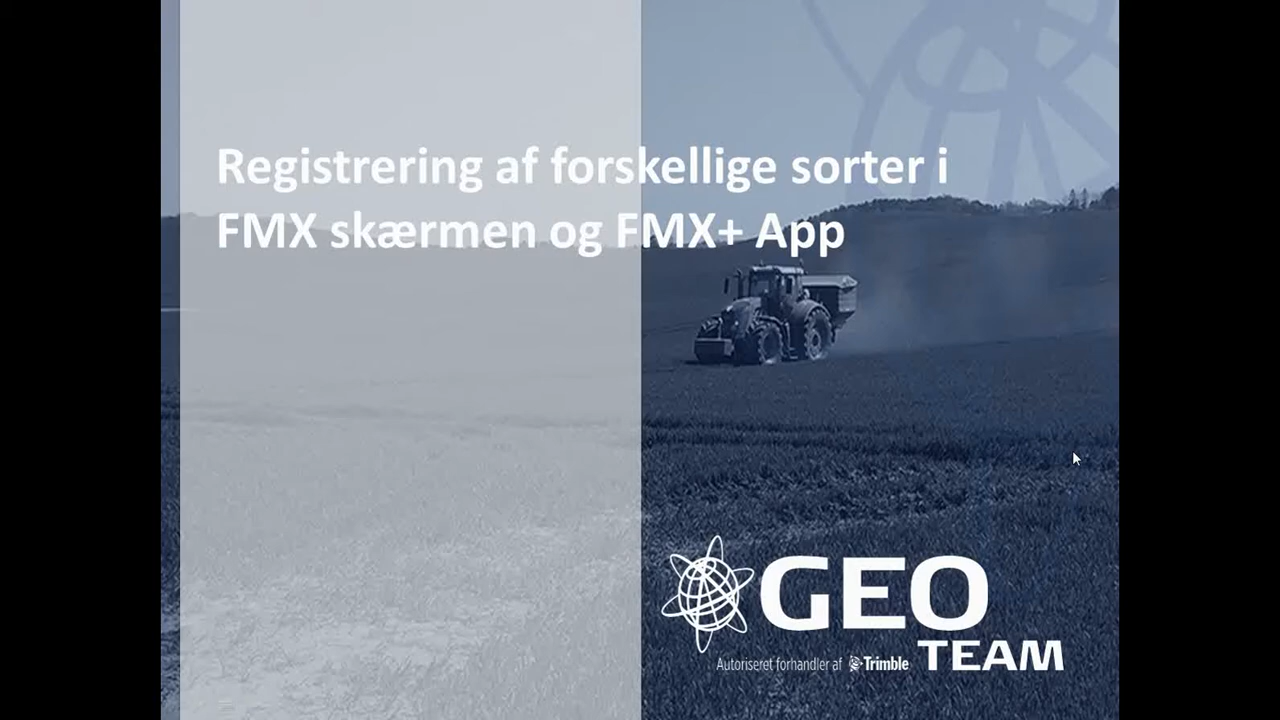 Registrering af forskellige sorter i
FMX skærmen og FMX+ App
GEO
TEAM
Autoriseret forhandler af Trimble